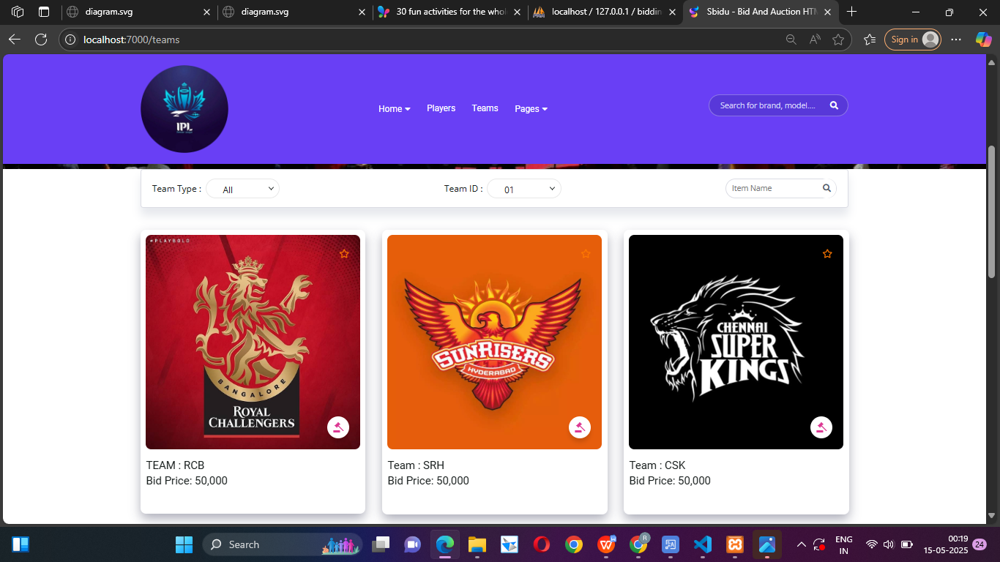 diagram.svg
diagram.svg
30 fun activities for the whol
localhost / 127.0.0.1 / biddin
Sbidu - Bid And Auction HTM
localhost:7000/teams
Sign in
IPL
Home
Players
Teams
Pages
Search for brand, model....
Team Type :
All
Team ID :
01
Item Name
#PLAYBOLD
BANGALORE
ROYAL
CHALLENGERS
SUNRISERS
HYDERABAD
CHENNAI
SUPER
KINGS
TEAM : RCB
Bid Price: 50,000
Team : SRH
Bid Price: 50,000
Team : CSK
Bid Price: 50,000
Search
R
ENG
IN
00:19
15-05-2025
24